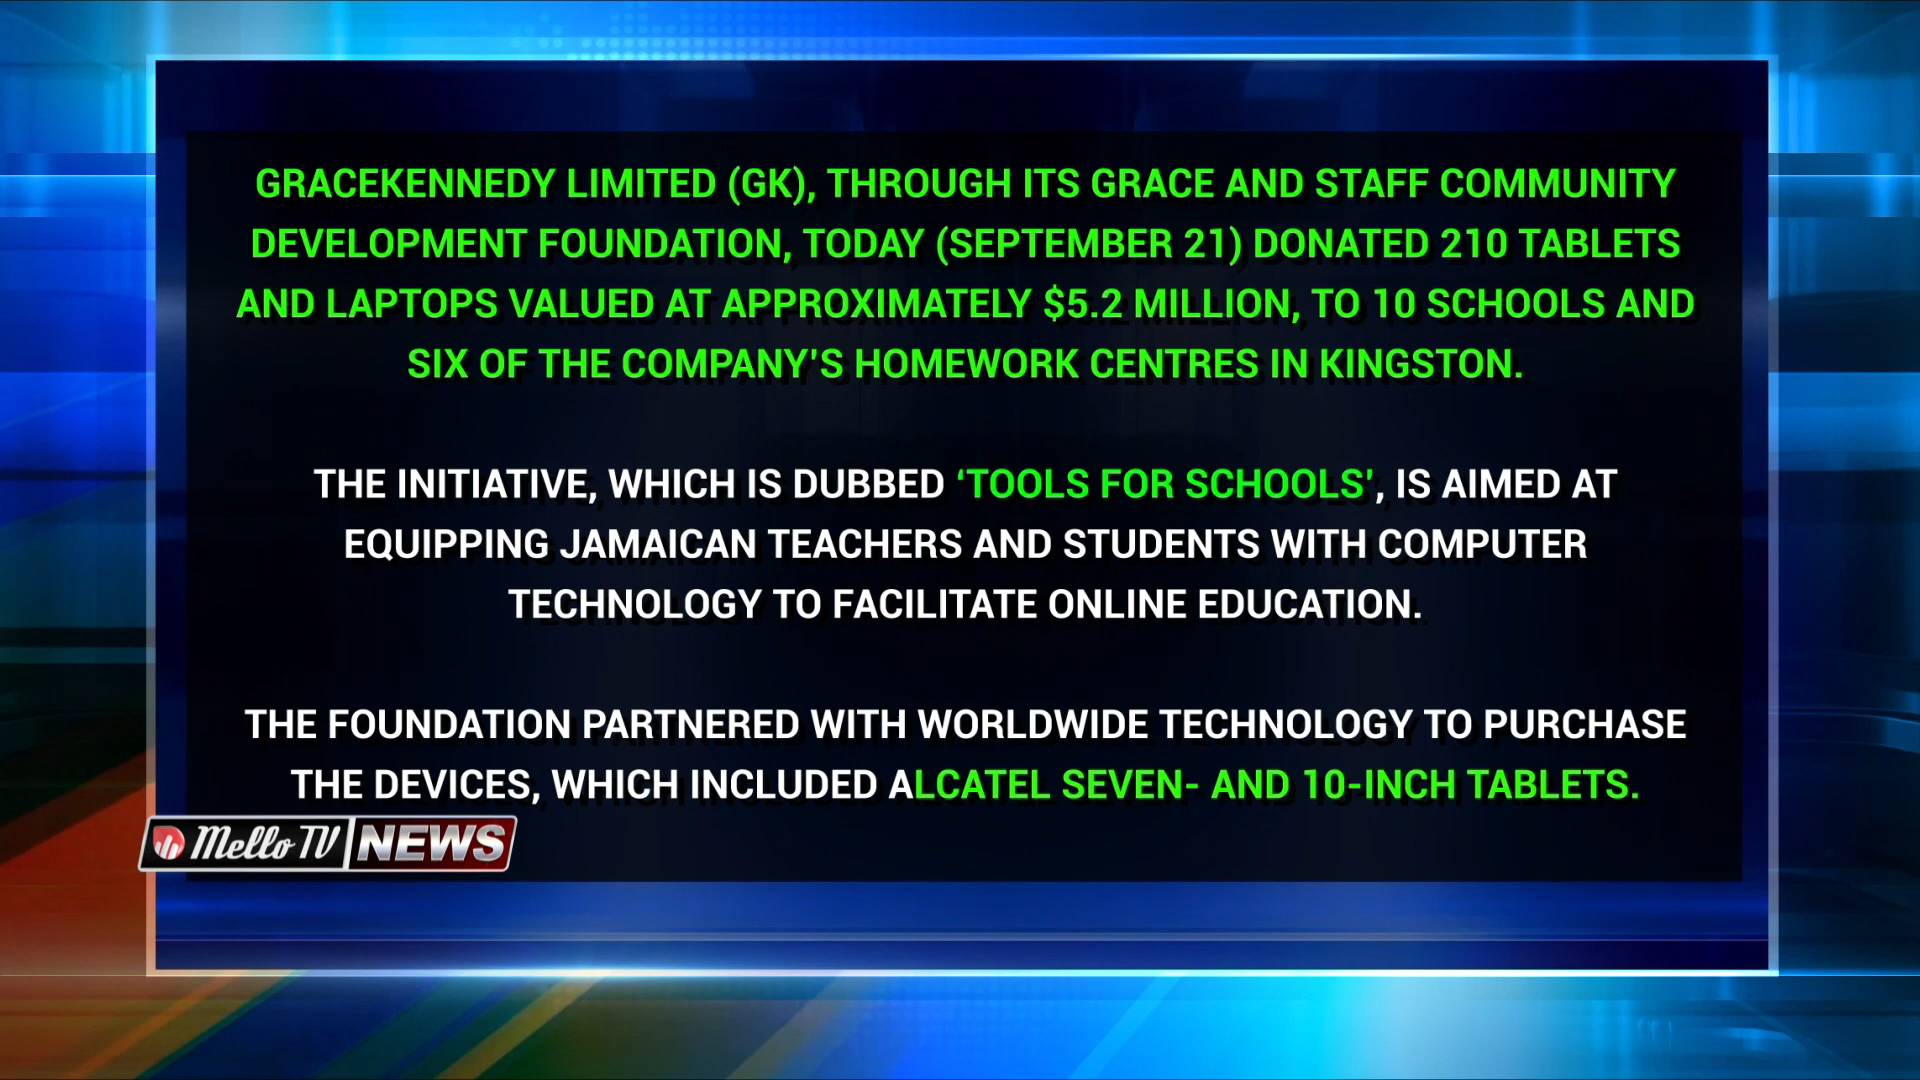 GRACEKENNEDY LIMITED (GK), THROUGH ITS GRACE AND STAFF COMMUNITY
DEVELOPMENT FOUNDATION, TODAY (SEPTEMBER 21) DONATED 210 TABLETS
AND LAPTOPS VALUED AT APPROXIMATELY $5.2 MILLION, TO 10 SCHOOLS AND
SIX OF THE COMPANY'S HOMEWORK CENTRES IN KINGSTON.
THE INITIATIVE, WHICH IS DUBBED ‘TOOLS FOR SCHOOLS’, IS AIMED AT
EQUIPPING JAMAICAN TEACHERS AND STUDENTS WITH COMPUTER
TECHNOLOGY TO FACILITATE ONLINE EDUCATION.
THE FOUNDATION PARTNERED WITH WORLDWIDE TECHNOLOGY TO PURCHASE
THE DEVICES, WHICH INCLUDED ALCATEL SEVEN- AND 10-INCH TABLETS.
Mello TV NEWS